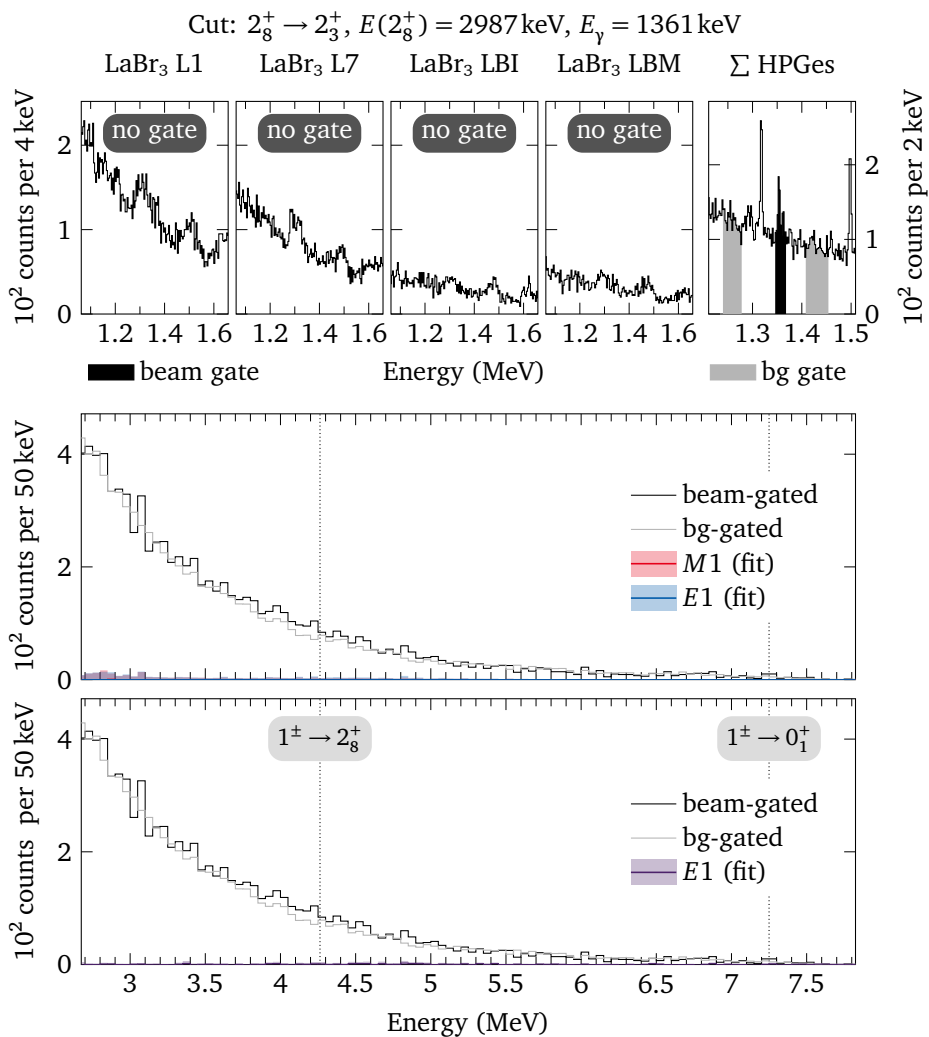 Cut: 2₈⁺ → 2₃⁺, E(2₈⁺) = 2987 keV, Eγ = 1361 keV
LaBr₃ L1 LaBr₃ L7 LaBr₃ LBI LaBr₃ LBM ∑ HPGes
no gate no gate no gate no gate
10² counts per 4 keV
0 1 2
10² counts per 2 keV
0 1 2
1.2 1.4 1.6 1.2 1.4 1.6 1.2 1.4 1.6 1.2 1.4 1.6 1.3 1.4 1.5
beam gate Energy (MeV) bg gate
10² counts per 50 keV
0 2 4
beam-gated
bg-gated
M1 (fit)
E1 (fit)
10² counts per 50 keV
0 2 4
1± → 2₈⁺ 1± → 0₁⁺
beam-gated
bg-gated
E1 (fit)
3 3.5 4 4.5 5 5.5 6 6.5 7 7.5
Energy (MeV)